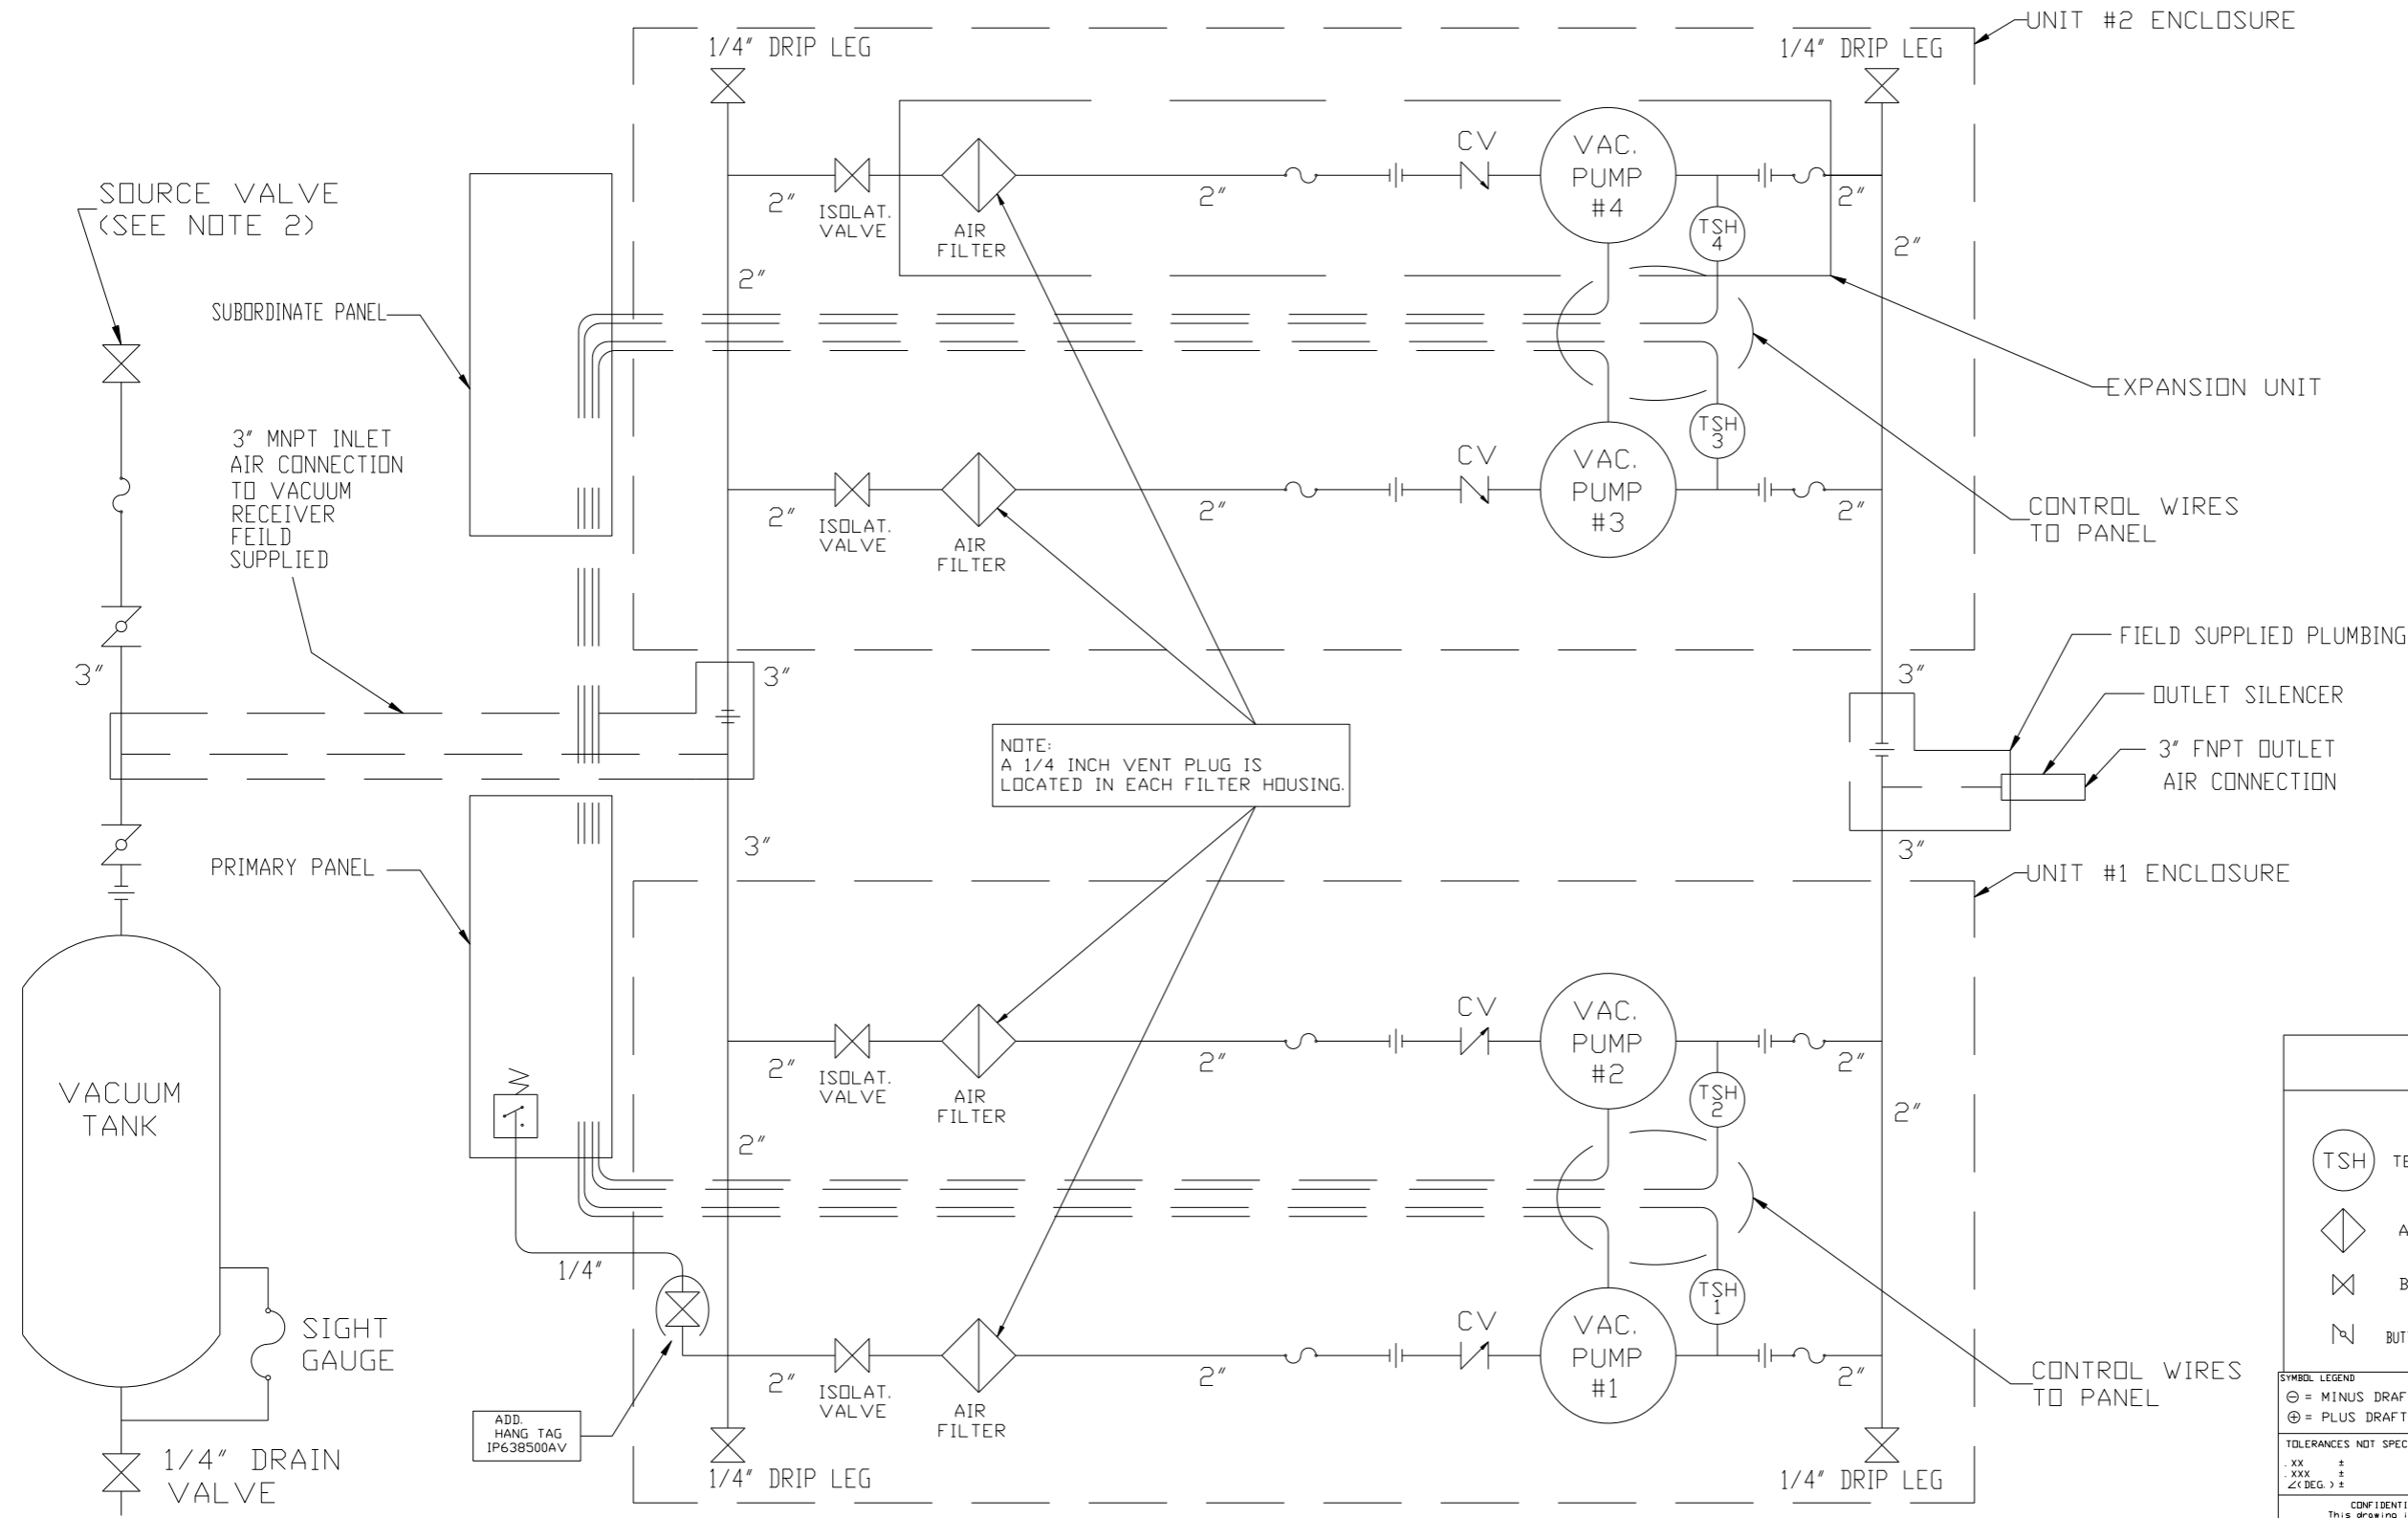 UNIT #2 ENCLOSURE
1/4" DRIP LEG
1/4" DRIP LEG
SOURCE VALVE
(SEE NOTE 2)
CV
VAC.
PUMP
#4
2"
ISOLAT.
VALVE
AIR
FILTER
2"
TSH
4
2"
2"
2"
SUBORDINATE PANEL
EXPANSION UNIT
3" MNPT INLET
AIR CONNECTION
TO VACUUM
RECEIVER
FEILD
SUPPLIED
CV
VAC.
PUMP
#3
TSH
3
2"
ISOLAT.
VALVE
AIR
FILTER
2"
2"
CONTROL WIRES
TO PANEL
FIELD SUPPLIED PLUMBING
3"
3"
3"
OUTLET SILENCER
3" FNPT OUTLET
AIR CONNECTION
NOTE:
A 1/4 INCH VENT PLUG IS
LOCATED IN EACH FILTER HOUSING.
3"
3"
PRIMARY PANEL
UNIT #1 ENCLOSURE
CV
VAC.
PUMP
#2
2"
ISOLAT.
VALVE
AIR
FILTER
2"
TSH
2
2"
2"
2"
VACUUM
TANK
1/4"
SIGHT
GAUGE
CV
VAC.
PUMP
#1
TSH
1
2"
ISOLAT.
VALVE
AIR
FILTER
2"
2"
CONTROL WIRES
TO PANEL
ADD.
HANG TAG
IP638500AV
1/4" DRAIN
VALVE
1/4" DRIP LEG
1/4" DRIP LEG
TSH
SYMBOL LEGEND
⊖ = MINUS DRAF
⊕ = PLUS DRAFT
TOLERANCES NOT SPEC
.XX ±
.XXX ±
∠(DEG.) ±
CONFIDENTI
This drawing i